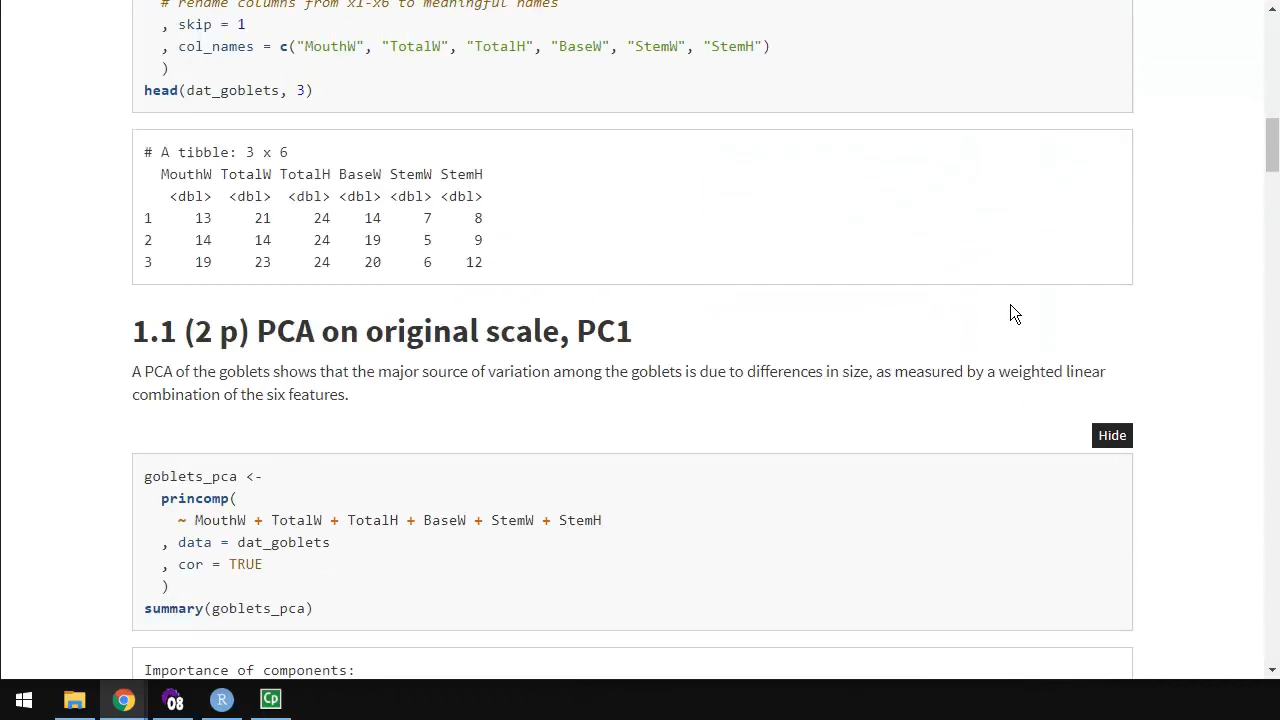 # rename columns from x1-x6 to meaningful names
, skip = 1
, col_names = c("MouthW", "TotalW", "TotalH", "BaseW", "StemW", "StemH")
)
head(dat_goblets, 3)
# A tibble: 3 x 6
MouthW TotalW TotalH BaseW StemW StemH
<dbl> <dbl> <dbl> <dbl> <dbl> <dbl>
1 13 21 24 14 7 8
2 14 14 24 19 5 9
3 19 23 24 20 6 12
1.1 (2 p) PCA on original scale, PC1
A PCA of the goblets shows that the major source of variation among the goblets is due to differences in size, as measured by a weighted linear
combination of the six features.
Hide
goblets_pca <-
princomp(
~ MouthW + TotalW + TotalH + BaseW + StemW + StemH
, data = dat_goblets
, cor = TRUE
)
summary(goblets_pca)
Importance of components:
08
R
Cp